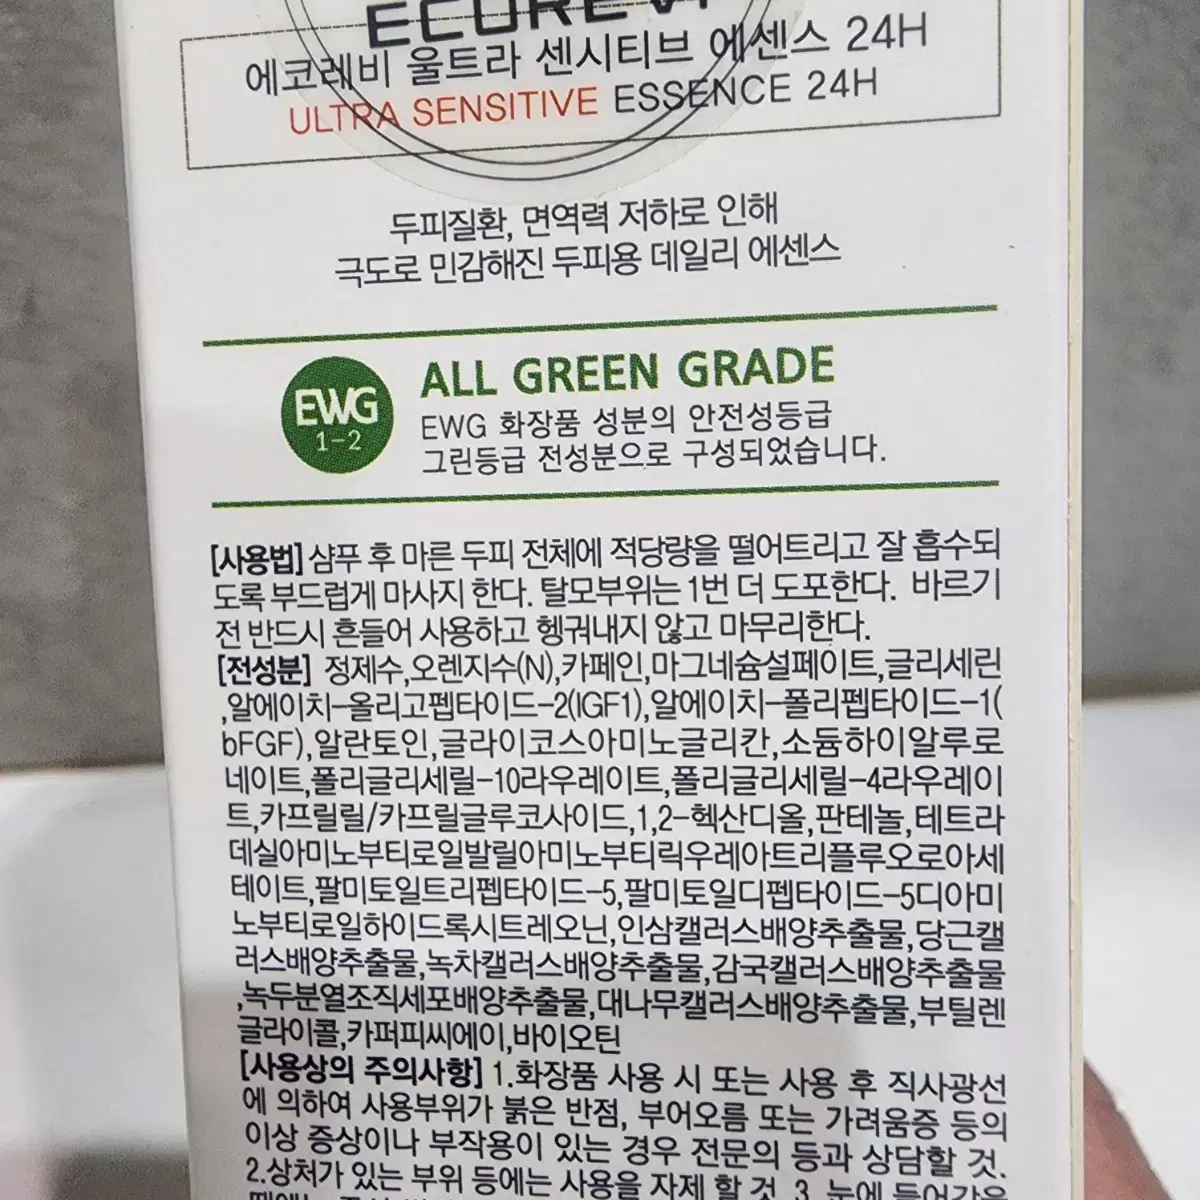 ECOREVI
에코레비 울트라 센시티브 에센스 24H
ULTRA SENSITIVE ESSENCE 24H
두피질환, 면역력 저하로 인해
극도로 민감해진 두피용 데일리 에센스
EWG
1-2
ALL GREEN GRADE
EWG 화장품 성분의 안전성등급
그린등급 전성분으로 구성되었습니다.
[사용법] 샴푸 후 마른 두피 전체에 적당량을 떨어트리고 잘 흡수되
도록 부드럽게 마사지 한다. 탈모부위는 1번 더 도포한다. 바르기
전 반드시 흔들어 사용하고 헹궈내지 않고 마무리한다.
[전성분] 정제수,오렌지수(N),카페인,마그네슘설페이트,글리세린
,알에이치-올리고펩타이드-2(IGF1),알에이치-폴리펩타이드-1(
bFGF),알란토인,글라이코스아미노글리칸,소듐하이알루로
네이트,폴리글리세릴-10라우레이트,폴리글리세릴-4라우레이
트,카프릴릴/카프릴글루코사이드,1,2-헥산디올,판테놀,테트라
데실아미노부티로일발릴아미노부티릭우레아트리플루오로아세
테이트,팔미토일트리펩타이드-5,팔미토일디펩타이드-5디아미
노부티로일하이드록시트레오닌,인삼캘러스배양추출물,당근캘
러스배양추출물,녹차캘러스배양추출물,감국캘러스배양추출물
,녹두분열조직세포배양추출물,대나무캘러스배양추출물,부틸렌
글라이콜,카퍼피씨에이,바이오틴
[사용상의 주의사항] 1.화장품 사용 시 또는 사용 후 직사광선
에 의하여 사용부위가 붉은 반점, 부어오름 또는 가려움증 등의
이상 증상이나 부작용이 있는 경우 전문의 등과 상담할 것.
2.상처가 있는 부위 등에는 사용을 자제 할 것 3. 눈에 들어갔을